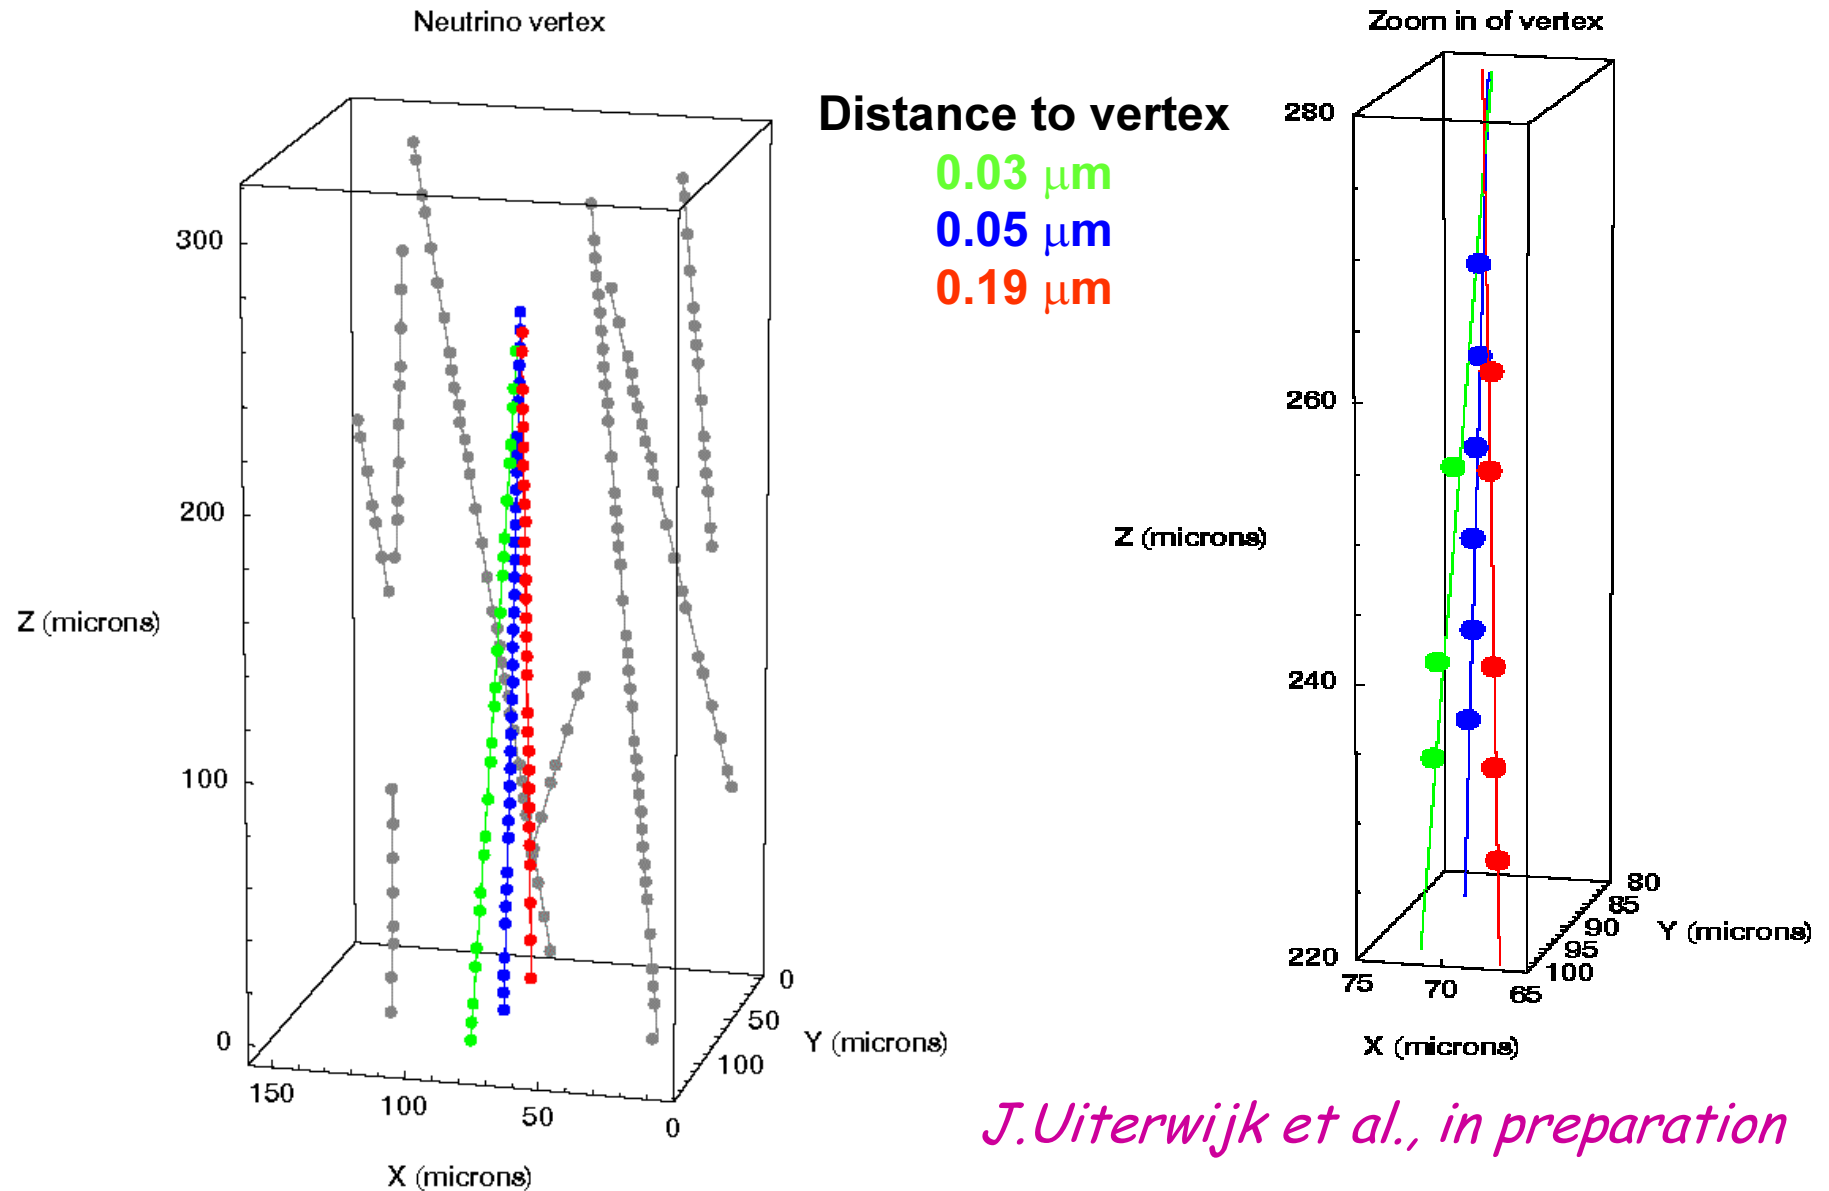 Neutrino vertex
Zoom in of vertex
Distance to vertex
0.03 μm
0.05 μm
0.19 μm
300
200
100
0
Z (microns)
150
100
50
0
X (microns)
0
50
100
Y (microns)
280
260
240
220
Z (microns)
75
70
65
X (microns)
80
85
90
95
100
Y (microns)
J.Uiterwijk et al., in preparation